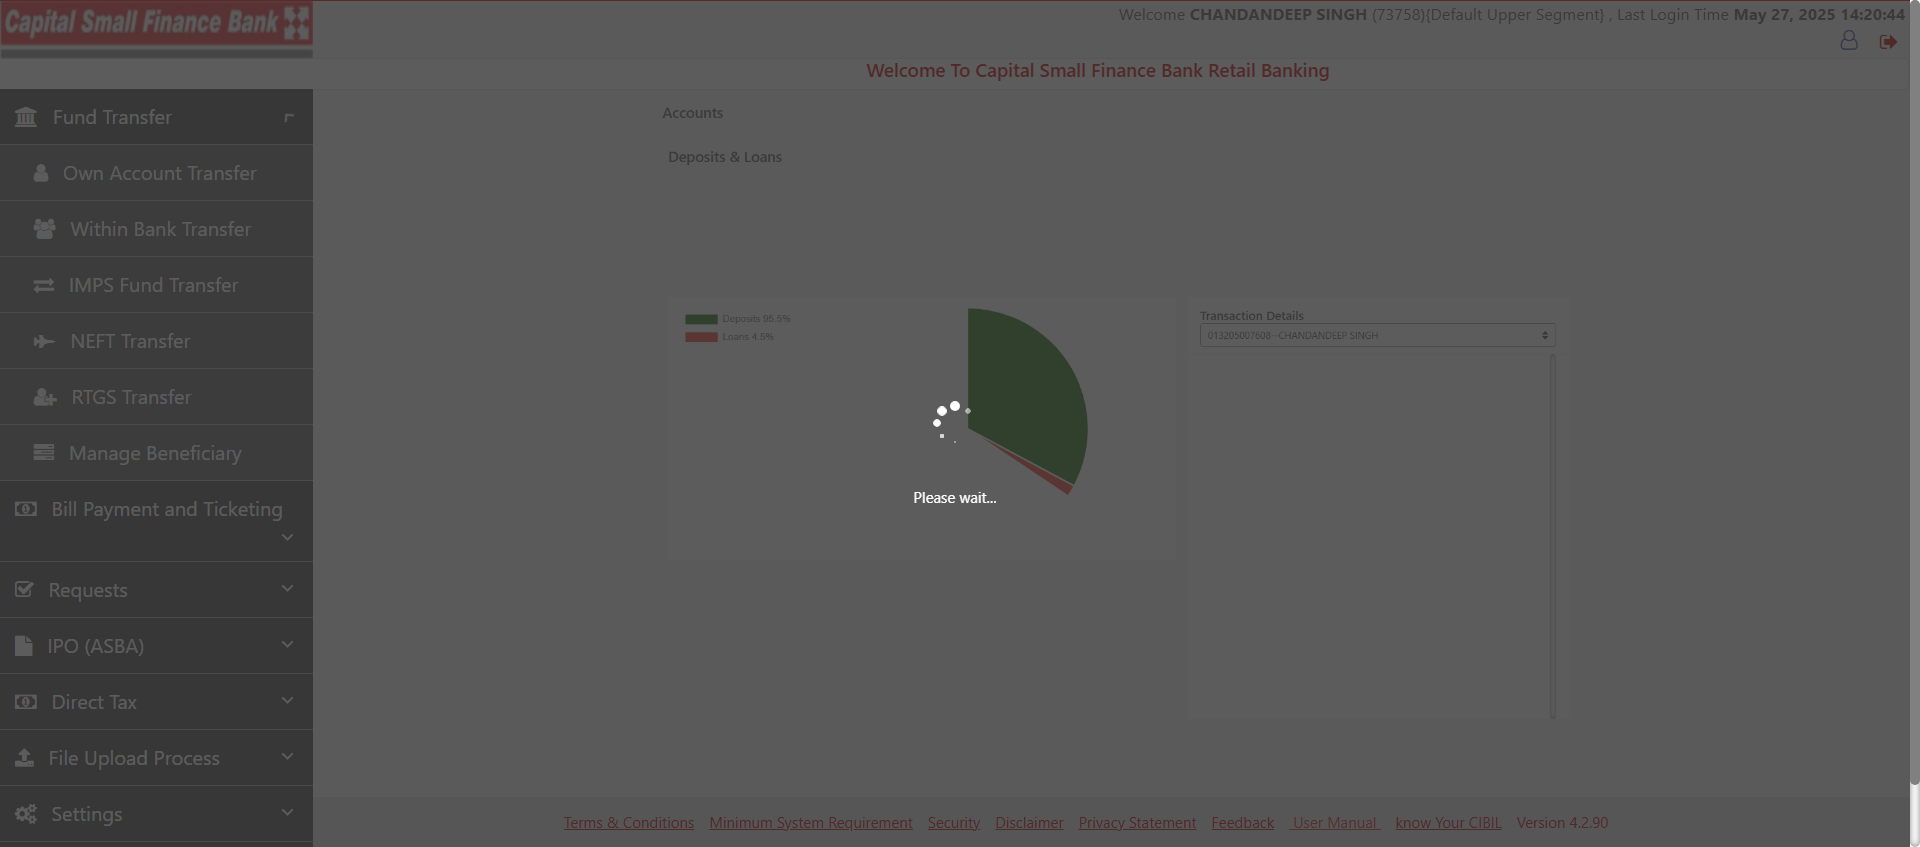 Capital Small Finance Bank
Welcome CHANDANDEEP SINGH (73758){Default Upper Segment} , Last Login Time May 27, 2025 14:20:44
Welcome To Capital Small Finance Bank Retail Banking
Fund Transfer
Own Account Transfer
Within Bank Transfer
IMPS Fund Transfer
NEFT Transfer
RTGS Transfer
Manage Beneficiary
Bill Payment and Ticketing
Requests
IPO (ASBA)
Direct Tax
File Upload Process
Settings
Accounts
Deposits & Loans
Deposits 95.5%
Loans 4.5%
Please wait...
Transaction Details
013205007608 - CHANDANDEEP SINGH
Terms & Conditions Minimum System Requirement Security Disclaimer Privacy Statement Feedback User Manual know Your CIBIL Version 4.2.90